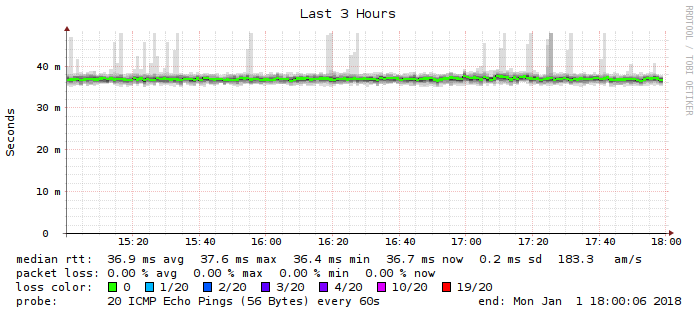 Last 3 Hours
RRDTOOL / TOBI OETIKER
Seconds
40 m
30 m
20 m
10 m
0
15:20 15:40 16:00 16:20 16:40 17:00 17:20 17:40 18:00
median rtt: 36.9 ms avg 37.6 ms max 36.4 ms min 36.7 ms now 0.2 ms sd 183.3 am/s
packet loss: 0.00 % avg 0.00 % max 0.00 % min 0.00 % now
loss color: 0 1/20 2/20 3/20 4/20 10/20 19/20
probe: 20 ICMP Echo Pings (56 Bytes) every 60s end: Mon Jan 1 18:00:06 2018